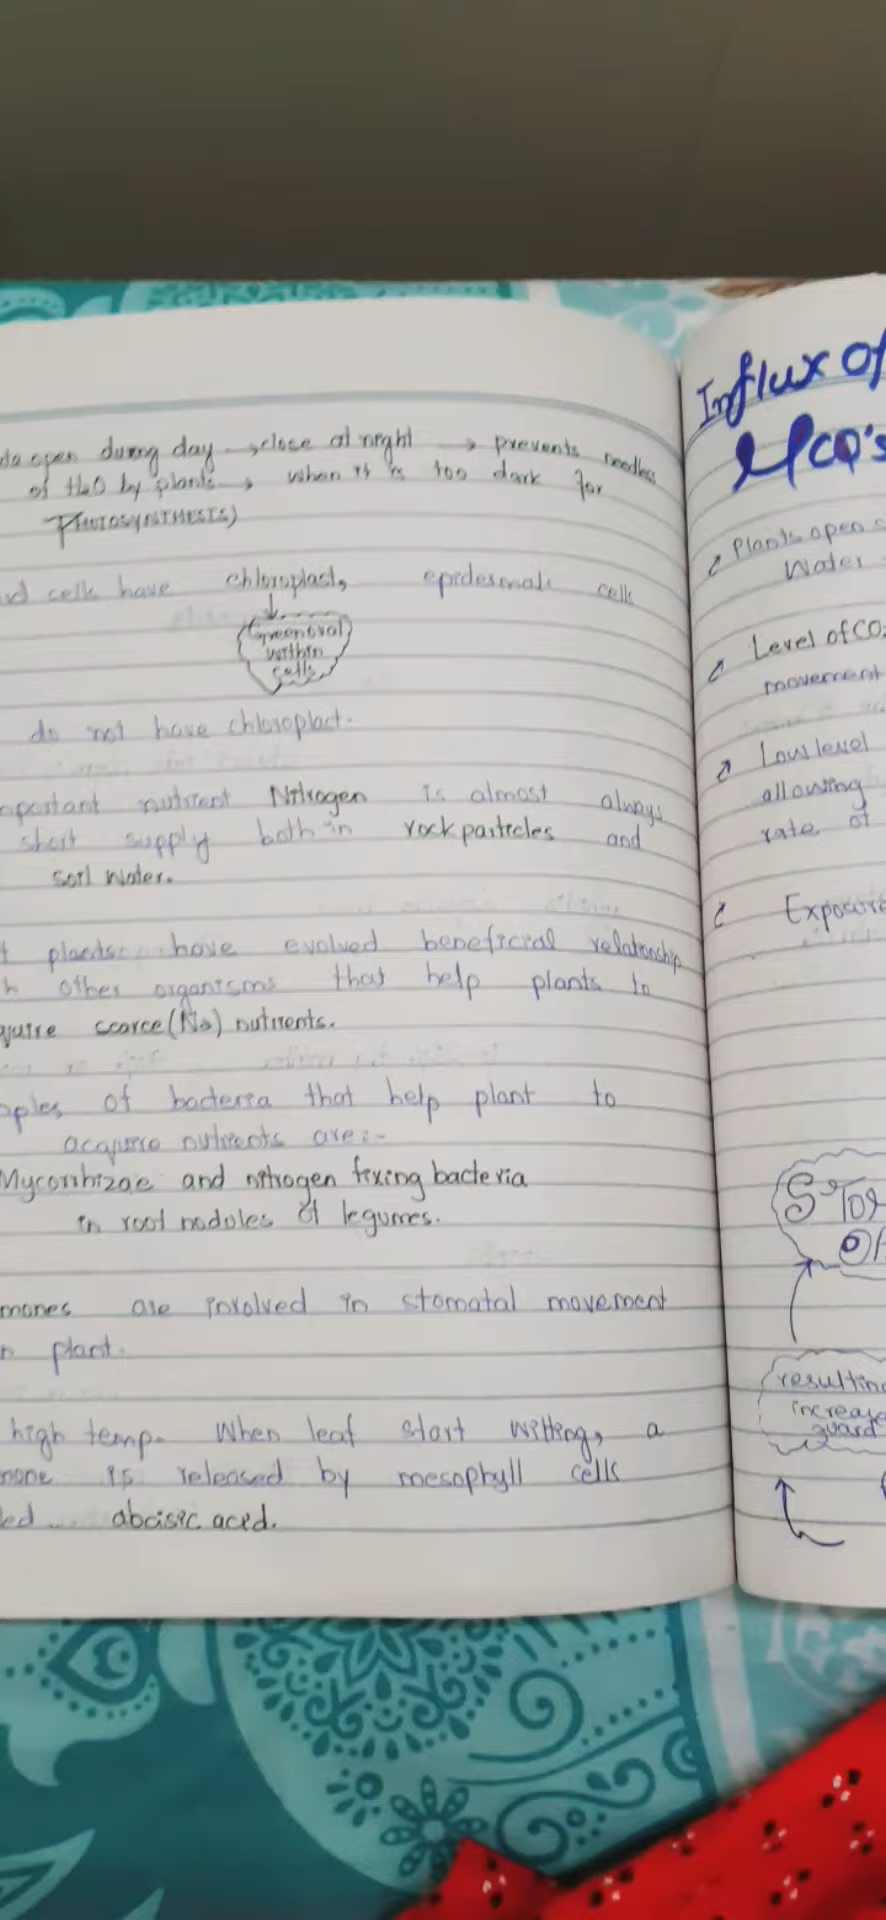 open during day → close at night → prevents needless
of H2O by plants → when it is too dark for
PHOTOSYNTHESIS)
cells have chloroplast, epidermals cells
↓
Green oval
within
cells
do not have chloroplast.
nutrient Nitrogen is almost always
short supply both in rock particles and
soil water.
plants have evolved beneficial relationship
other organisms that help plants to
scarce (N2) nutrients.
of bacteria that help plant to
acquire nutrients are:-
Mycorrhizae and nitrogen fixing bacteria
in root nodoles of legumes.
are involved in stomatal movement
plant.
high temp. When leaf start wilting, a
is released by mesophyll cells
abcisic acid.
Influx of
MCQ's
Plants open
Water
Level of CO2
movement
Low level
allowing
rate of
Exposure
resulting
increase
guard